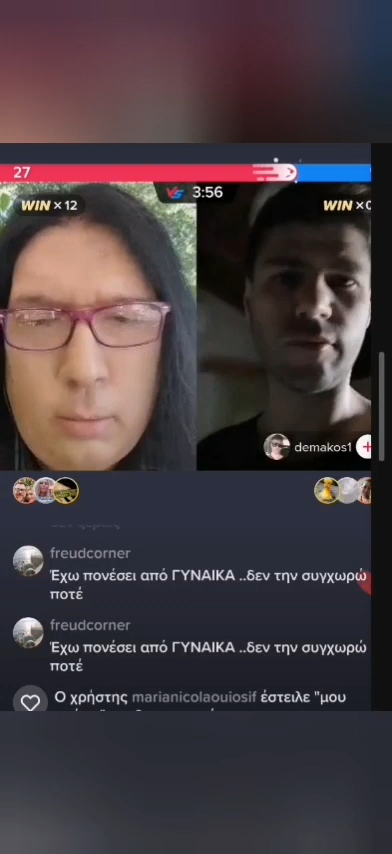 27
VS 3:56
WIN x 12
WIN x
demakos1
freudcorner
Έχω πονέσει από ΓΥΝΑΙΚΑ ..δεν την συγχωρώ
ποτέ
freudcorner
Έχω πονέσει από ΓΥΝΑΙΚΑ ..δεν την συγχωρώ
ποτέ
Ο χρήστης marianicolaouiosif έστειλε "μου